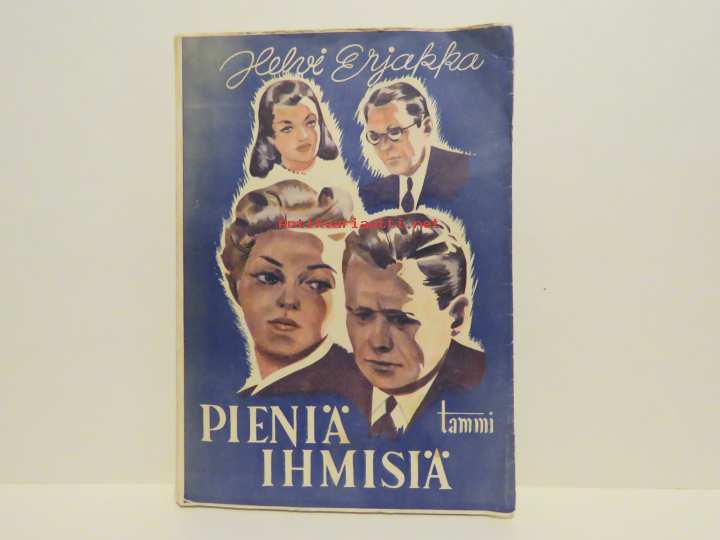 Helvi Erjakka
Antikvariaatti.net
PIENIÄ
tammi
IHMISIÄ